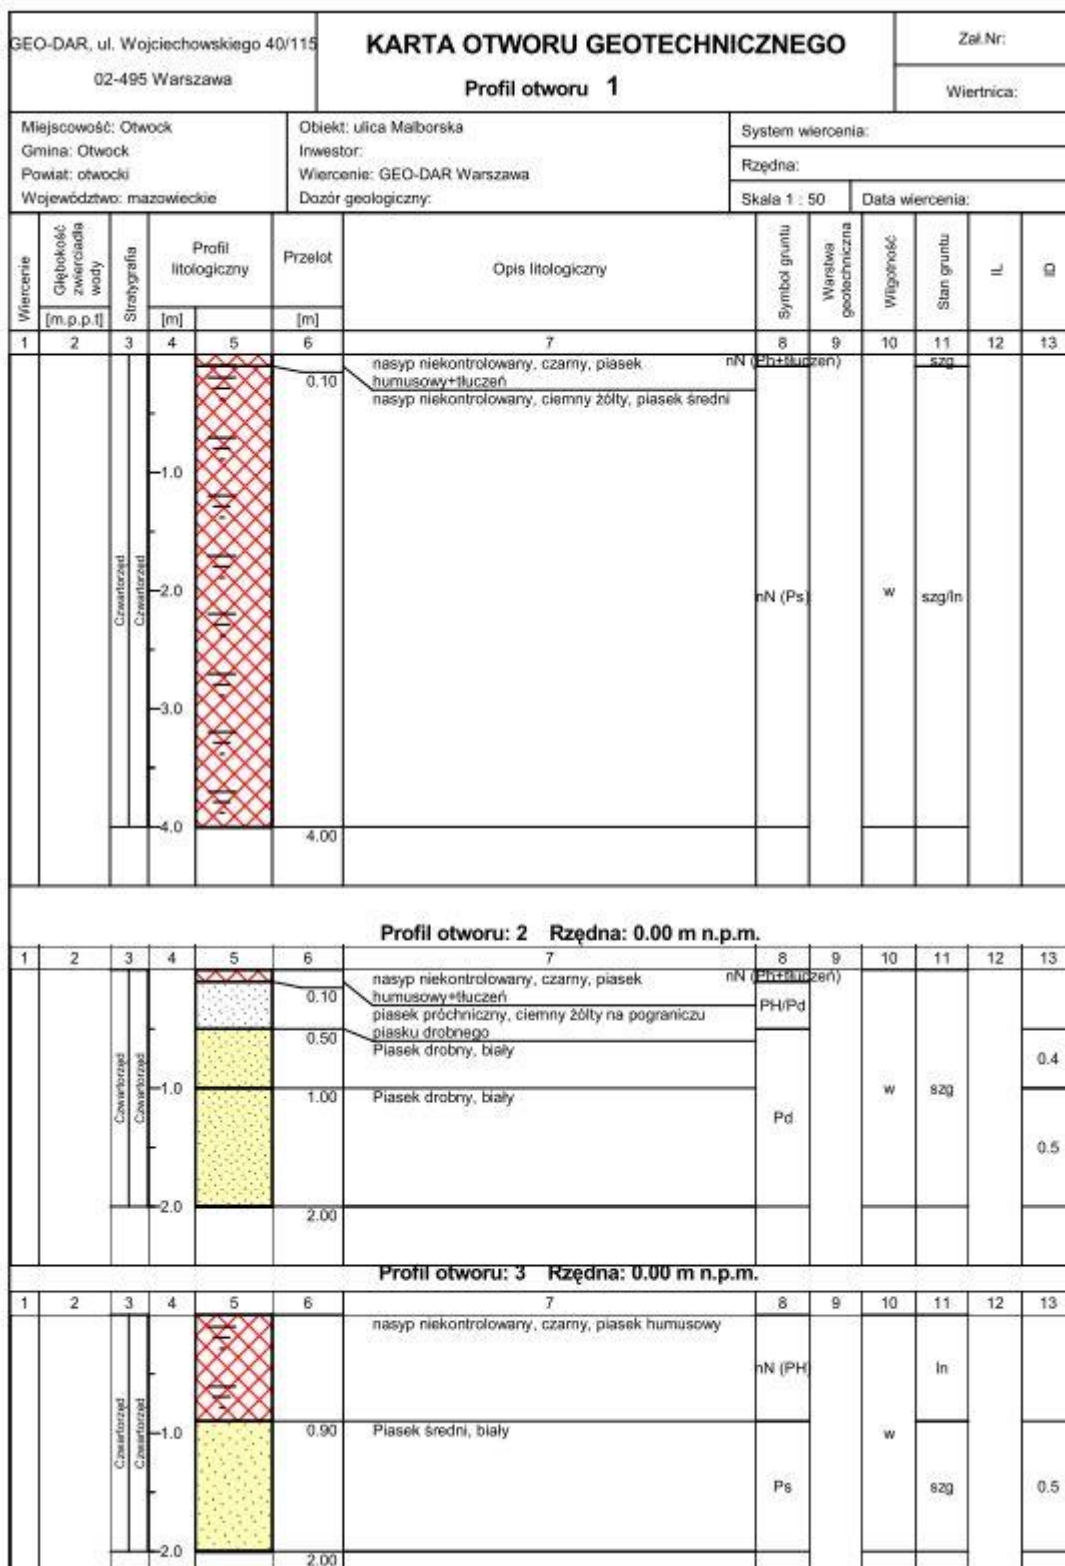 GEO-DAR, ul. Wojciechowskiego 40/115
02-495 Warszawa
KARTA OTWORU GEOTECHNICZNEGO
Profil otworu 1
Zał.Nr:
Wiertnica:
Miejscowość: Otwock
Gmina: Otwock
Powiat: otwocki
Województwo: mazowieckie
Obiekt: ulica Malborska
Inwestor:
Wiercenie: GEO-DAR Warszawa
Dozór geologiczny:
System wiercenia:
Rzędna:
Skala 1 : 50
Data wiercenia:
Wiercenie
Głębokość zwierciadła wody
[m.p.p.t]
Stratygrafia
Profil litologiczny
[m]
Przelot
[m]
Opis litologiczny
Symbol gruntu
Warstwa geotechniczna
Wilgotność
Stan gruntu
IL
ID
1 2 3 4 5 6 7 8 9 10 11 12 13
nasyp niekontrolowany, czarny, piasek
humusowy+tłuczeń
nN (Ph+tłuczeń)
szg
0.10
nasyp niekontrolowany, ciemny żółty, piasek średni
1.0
Czwartorzęd
Czwartorzęd
2.0
nN (Ps)
w
szg/ln
3.0
4.0
4.00
Profil otworu: 2 Rzędna: 0.00 m n.p.m.
1 2 3 4 5 6 7 8 9 10 11 12 13
nasyp niekontrolowany, czarny, piasek
humusowy+tłuczeń
nN (Ph+tłuczeń)
0.10
piasek próchniczny, ciemny żółty na pograniczu
piasku drobnego
PH/Pd
0.50
Piasek drobny, biały
0.4
Czwartorzęd
Czwartorzęd
1.0
1.00
Piasek drobny, biały
Pd
w
szg
0.5
2.0
2.00
Profil otworu: 3 Rzędna: 0.00 m n.p.m.
1 2 3 4 5 6 7 8 9 10 11 12 13
nasyp niekontrolowany, czarny, piasek humusowy
nN (PH)
ln
Czwartorzęd
Czwartorzęd
1.0
0.90
Piasek średni, biały
w
Ps
szg
0.5
2.0
2.00